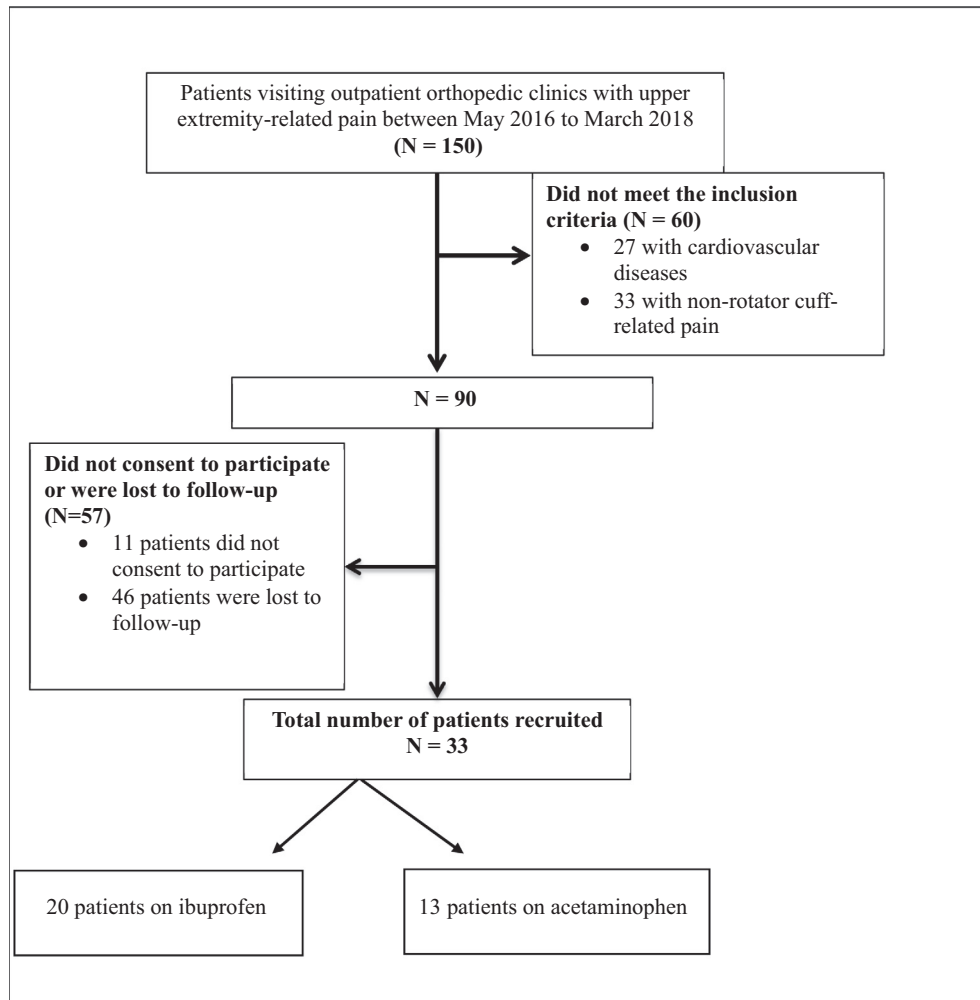 Patients visiting outpatient orthopedic clinics with upper
extremity-related pain between May 2016 to March 2018
(N = 150)
Did not meet the inclusion
criteria (N = 60)
• 27 with cardiovascular
diseases
• 33 with non-rotator cuff-
related pain
N = 90
Did not consent to participate
or were lost to follow-up
(N=57)
• 11 patients did not
consent to participate
• 46 patients were lost to
follow-up
Total number of patients recruited
N = 33
20 patients on ibuprofen
13 patients on acetaminophen